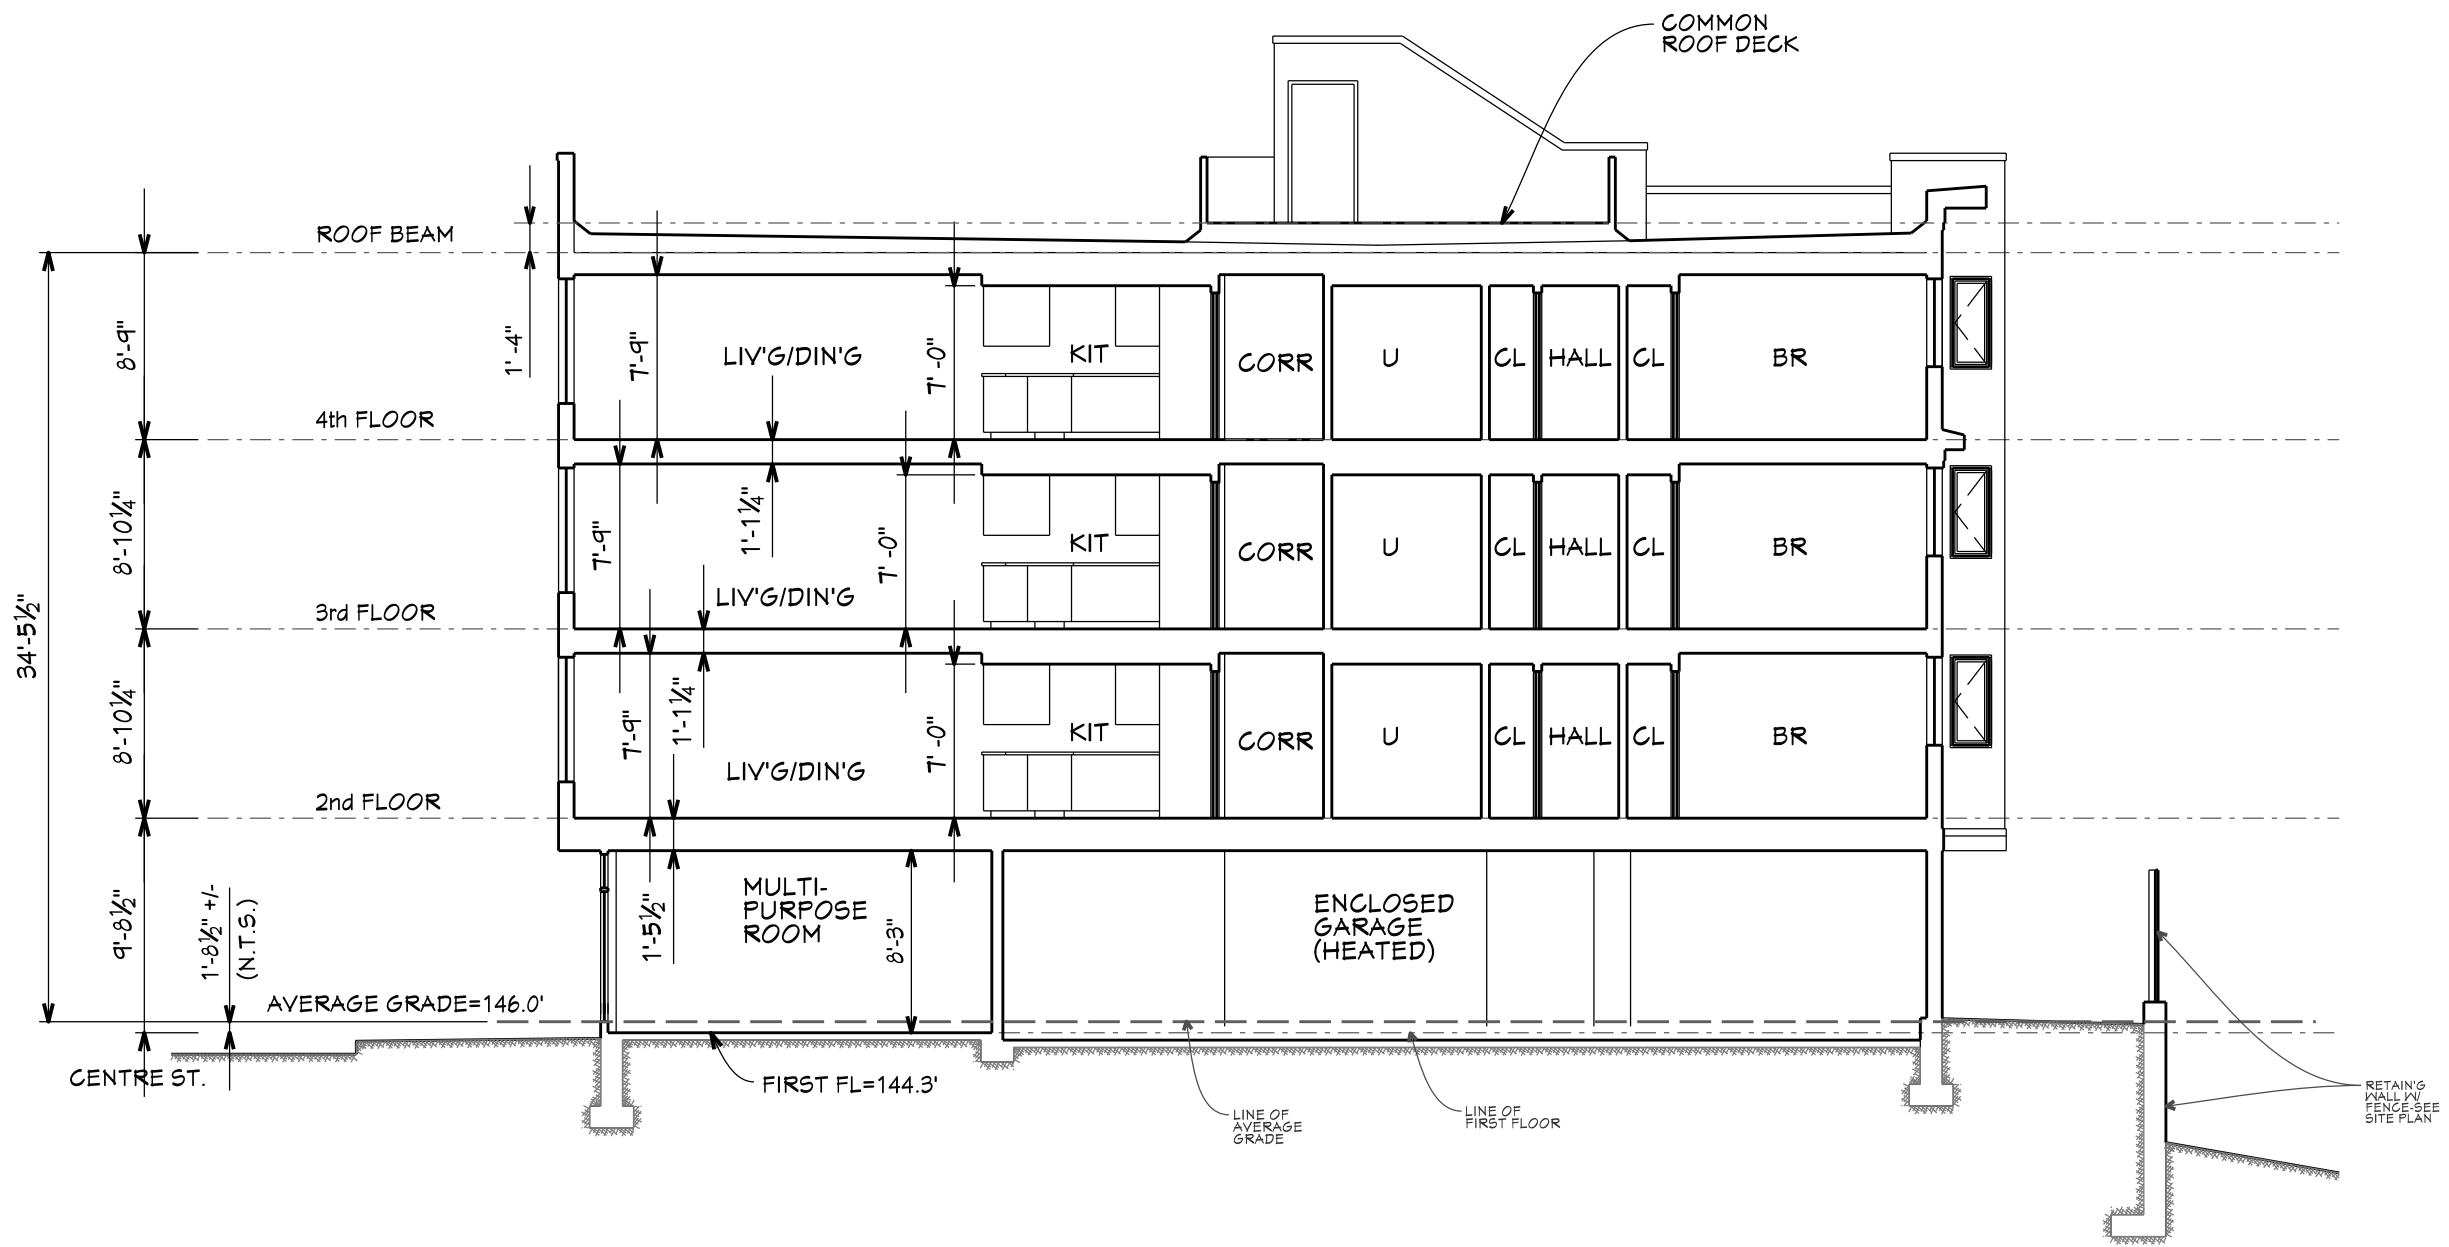 COMMON
ROOF DECK
ROOF BEAM
8'-9"
1'-4"
7'-9"
LIV'G/DIN'G
7'-0"
KIT
CORR
U
CL
HALL
CL
BR
4th FLOOR
8'-10¼"
7'-9"
1'-1¼"
LIV'G/DIN'G
7'-0"
KIT
CORR
U
CL
HALL
CL
BR
34'-5½"
3rd FLOOR
8'-10¼"
7'-9"
1'-1¼"
LIV'G/DIN'G
7'-0"
KIT
CORR
U
CL
HALL
CL
BR
2nd FLOOR
9'-8½"
1'-8½" +/-
(N.T.S.)
1'-5½"
MULTI-
PURPOSE
ROOM
8'-3"
ENCLOSED
GARAGE
(HEATED)
AVERAGE GRADE=146.0'
CENTRE ST.
FIRST FL=144.3'
LINE OF
AVERAGE
GRADE
LINE OF
FIRST FLOOR
RETAIN'G
WALL W/
FENCE-SEE
SITE PLAN